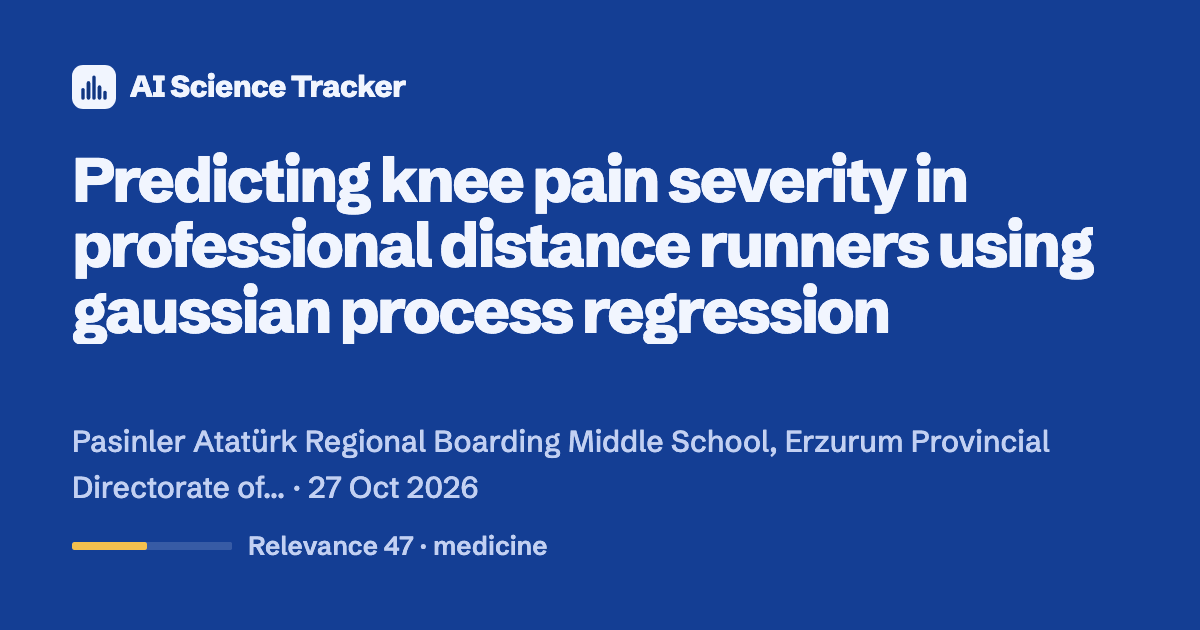 AI Science Tracker
Predicting knee pain severity in
professional distance runners using
gaussian process regression
Pasinler Atatürk Regional Boarding Middle School, Erzurum Provincial
Directorate of... · 27 Oct 2026
Relevance 47 · medicine